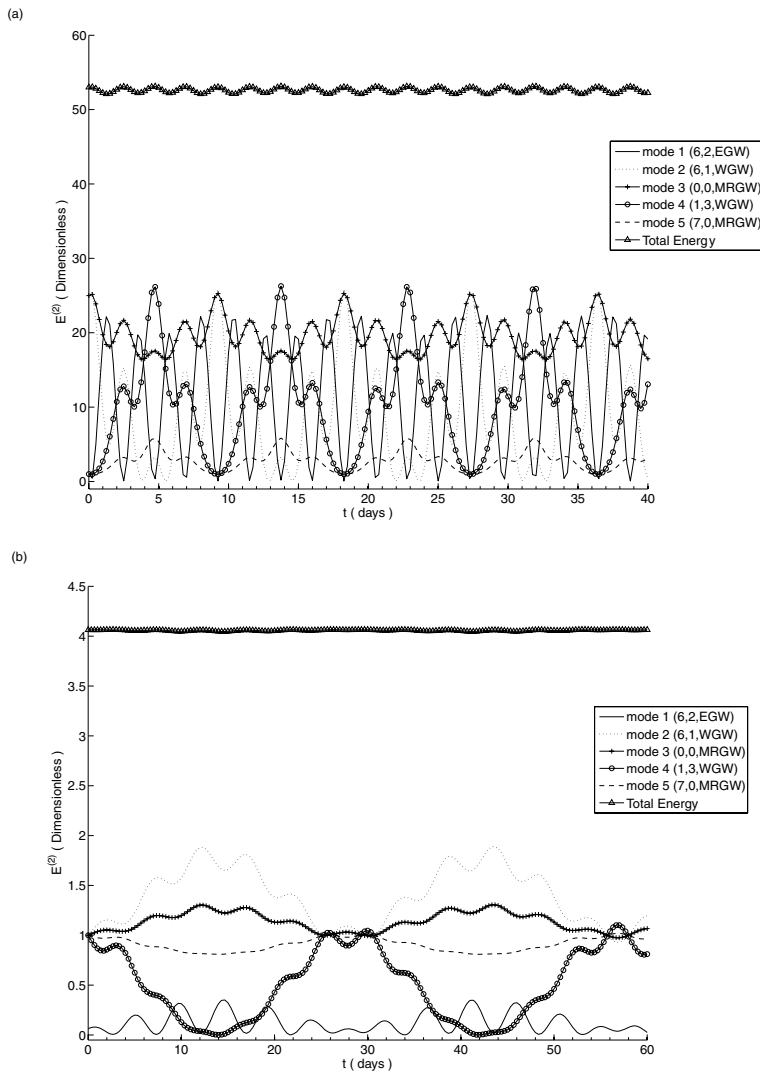 (a)
60
50
40
30
20
10
0
E(2) ( Dimensionless )
0 5 10 15 20 25 30 35 40
t ( days )
mode 1 (6,2,EGW)
mode 2 (6,1,WGW)
mode 3 (0,0,MRGW)
mode 4 (1,3,WGW)
mode 5 (7,0,MRGW)
Total Energy
(b)
4.5
4
3.5
3
2.5
2
1.5
1
0.5
0
E(2) ( Dimensionless )
0 10 20 30 40 50 60
t ( days )
mode 1 (6,2,EGW)
mode 2 (6,1,WGW)
mode 3 (0,0,MRGW)
mode 4 (1,3,WGW)
mode 5 (7,0,MRGW)
Total Energy